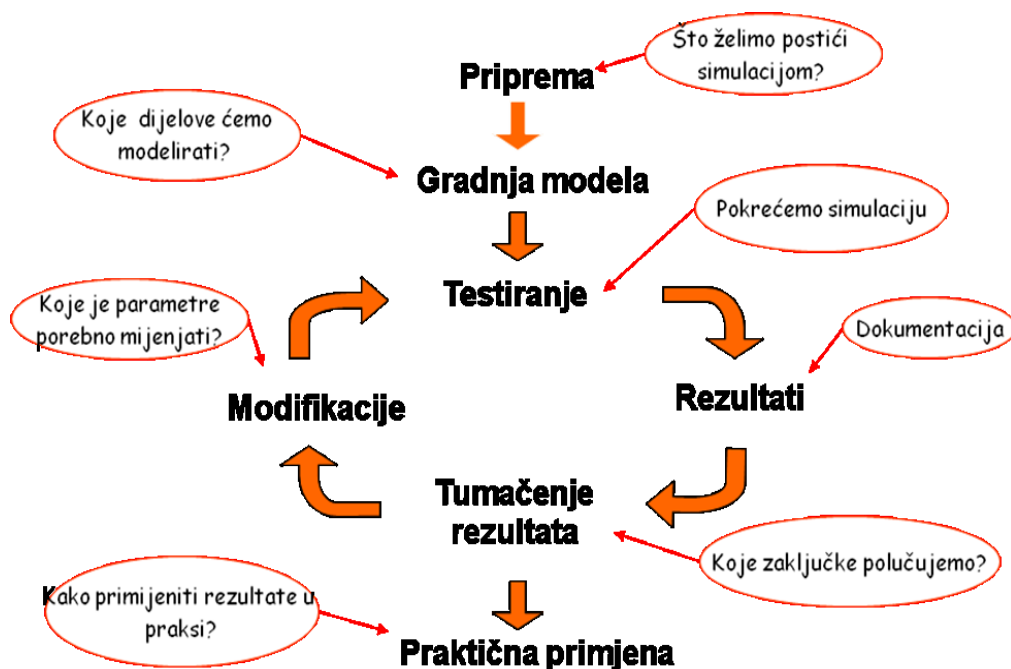 Što želimo postići
simulacijom?
Priprema
Koje dijelove ćemo
modelirati?
Gradnja modela
Pokrećemo simulaciju
Testiranje
Koje je parametre
porebno mijenjati?
Dokumentacija
Rezultati
Modifikacije
Tumačenje
rezultata
Koje zaključke polučujemo?
Kako primijeniti rezultate u
praksi?
Praktična primjena